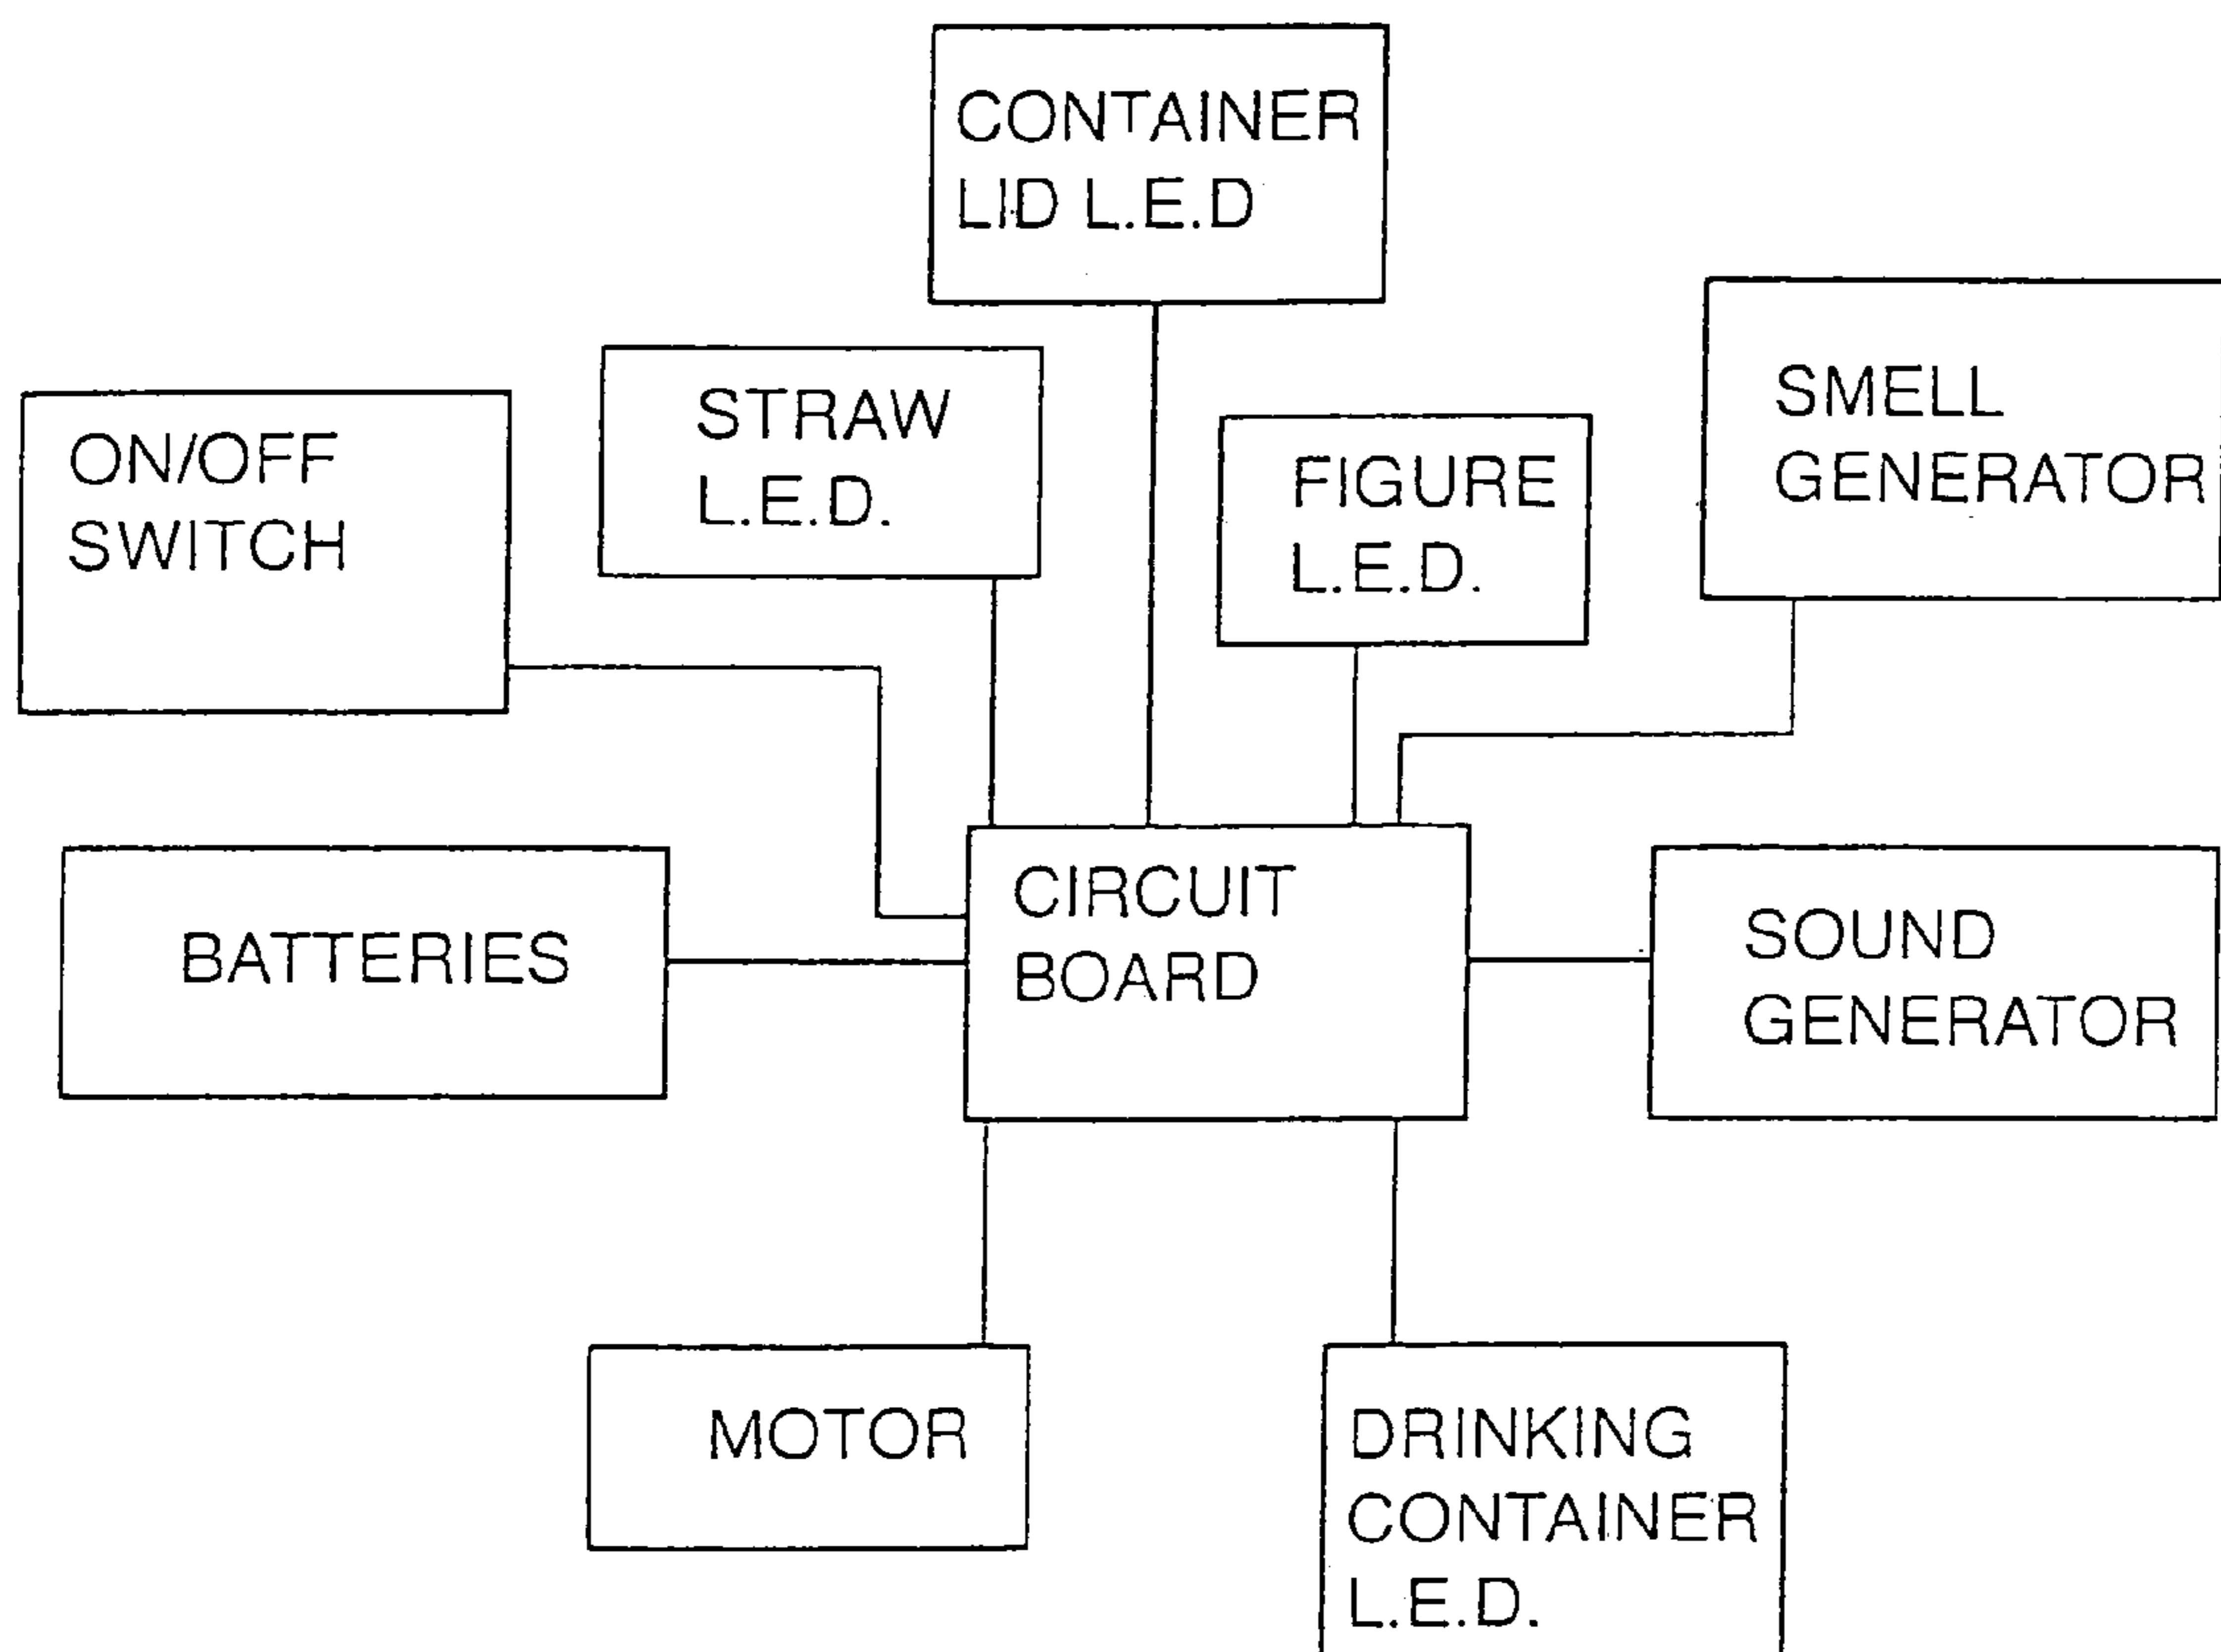 CONTAINER
LID L.E.D
STRAW
L.E.D.
ON/OFF
SWITCH
FIGURE
L.E.D.
SMELL
GENERATOR
BATTERIES
CIRCUIT
BOARD
SOUND
GENERATOR
MOTOR
DRINKING
CONTAINER
L.E.D.